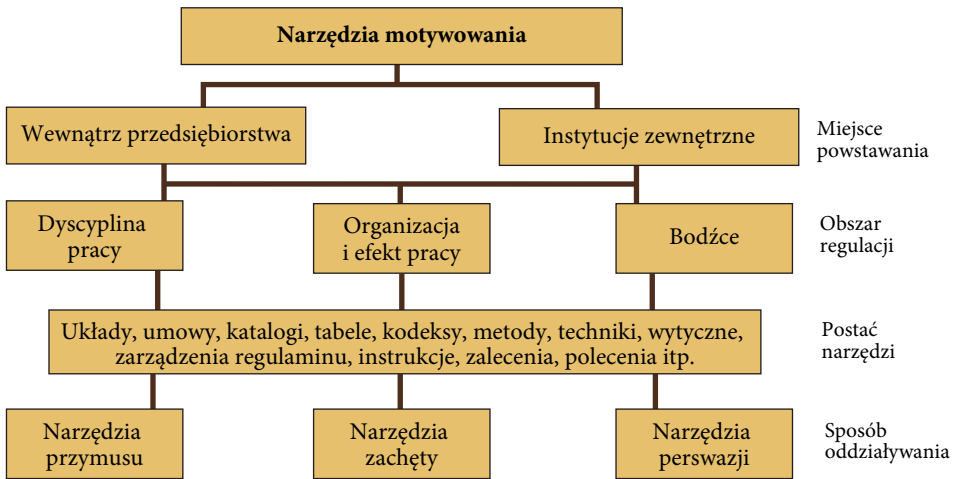 Narzędzia motywowania
Wewnątrz przedsiębiorstwa
Instytucje zewnętrzne
Miejsce
powstawania
Dyscyplina
pracy
Organizacja
i efekt pracy
Bodźce
Obszar
regulacji
Układy, umowy, katalogi, tabele, kodeksy, metody, techniki, wytyczne,
zarządzenia regulaminu, instrukcje, zalecenia, polecenia itp.
Postać
narzędzi
Narzędzia
przymusu
Narzędzia
zachęty
Narzędzia
perswazji
Sposób
oddziaływania